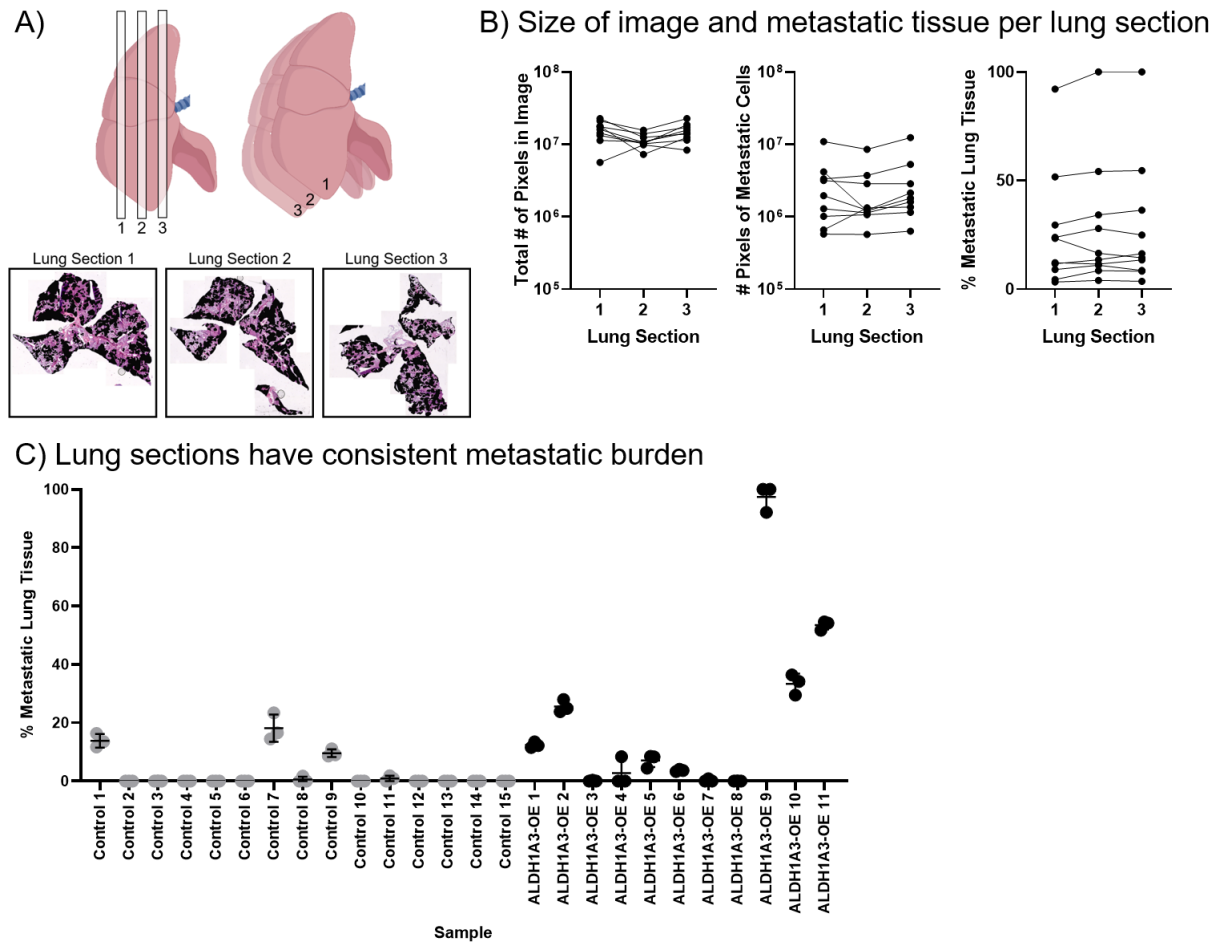 A)
1 2 3
1
2
3
Lung Section 1
Lung Section 2
Lung Section 3
B) Size of image and metastatic tissue per lung section
Total # of Pixels in Image
10⁸
10⁷
10⁶
10⁵
1 2 3
Lung Section
# Pixels of Metastatic Cells
10⁸
10⁷
10⁶
10⁵
1 2 3
Lung Section
% Metastatic Lung Tissue
100
50
0
1 2 3
Lung Section
C) Lung sections have consistent metastatic burden
% Metastatic Lung Tissue
100
80
60
40
20
0
Control 1
Control 2
Control 3
Control 4
Control 5
Control 6
Control 7
Control 8
Control 9
Control 10
Control 11
Control 12
Control 13
Control 14
Control 15
ALDH1A3-OE 1
ALDH1A3-OE 2
ALDH1A3-OE 3
ALDH1A3-OE 4
ALDH1A3-OE 5
ALDH1A3-OE 6
ALDH1A3-OE 7
ALDH1A3-OE 8
ALDH1A3-OE 9
ALDH1A3-OE 10
ALDH1A3-OE 11
Sample